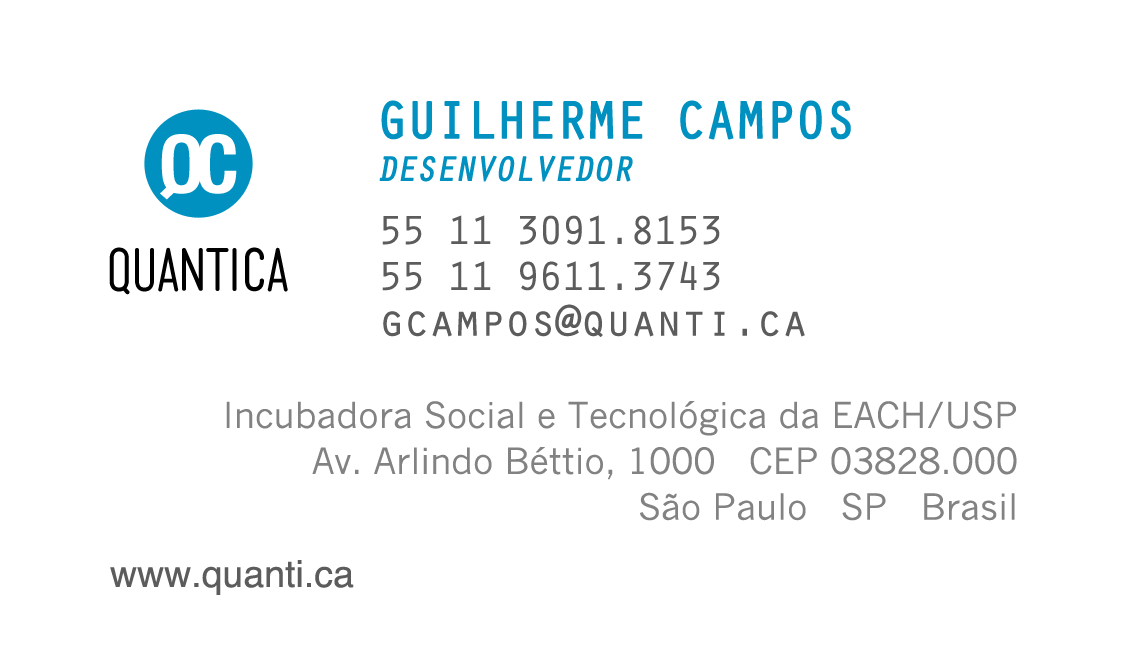 QC
QUANTICA
GUILHERME CAMPOS
DESENVOLVEDOR
55 11 3091.8153
55 11 9611.3743
GCAMPOS@QUANTI.CA
Incubadora Social e Tecnológica da EACH/USP
Av. Arlindo Béttio, 1000 CEP 03828.000
São Paulo SP Brasil
www.quanti.ca